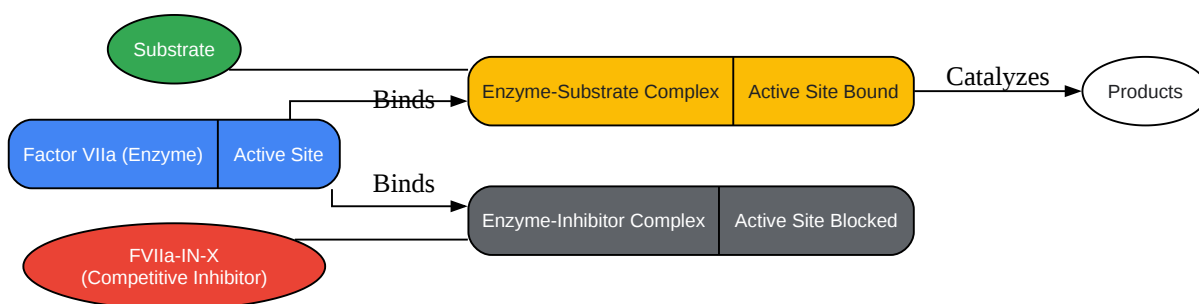 Substrate
Binds
Enzyme-Substrate Complex
Active Site Bound
Catalyzes
Products
Factor VIIa (Enzyme)
Active Site
Binds
Enzyme-Inhibitor Complex
Active Site Blocked
FVIIa-IN-X
(Competitive Inhibitor)